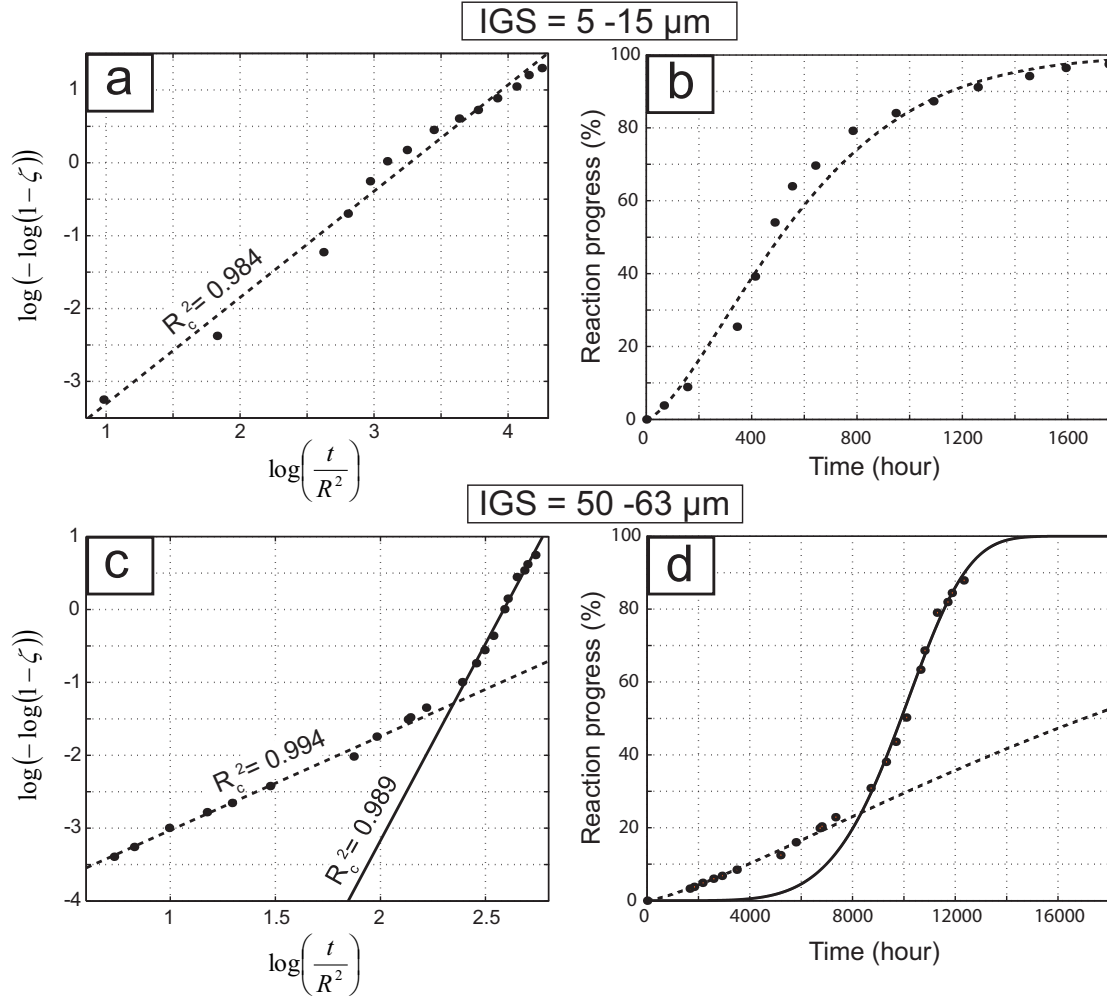 IGS = 5 -15 µm
a
log(−log(1−ζ))
1
0
-1
-2
-3
1
2
3
4
R_c^2= 0.984
log(t/R^2)
b
Reaction progress (%)
100
80
60
40
20
0
0
400
800
1200
1600
Time (hour)
IGS = 50 -63 µm
c
log(−log(1−ζ))
1
0
-1
-2
-3
-4
1
1.5
2
2.5
R_c^2= 0.994
R_c^2= 0.989
log(t/R^2)
d
Reaction progress (%)
100
80
60
40
20
0
0
4000
8000
12000
16000
Time (hour)